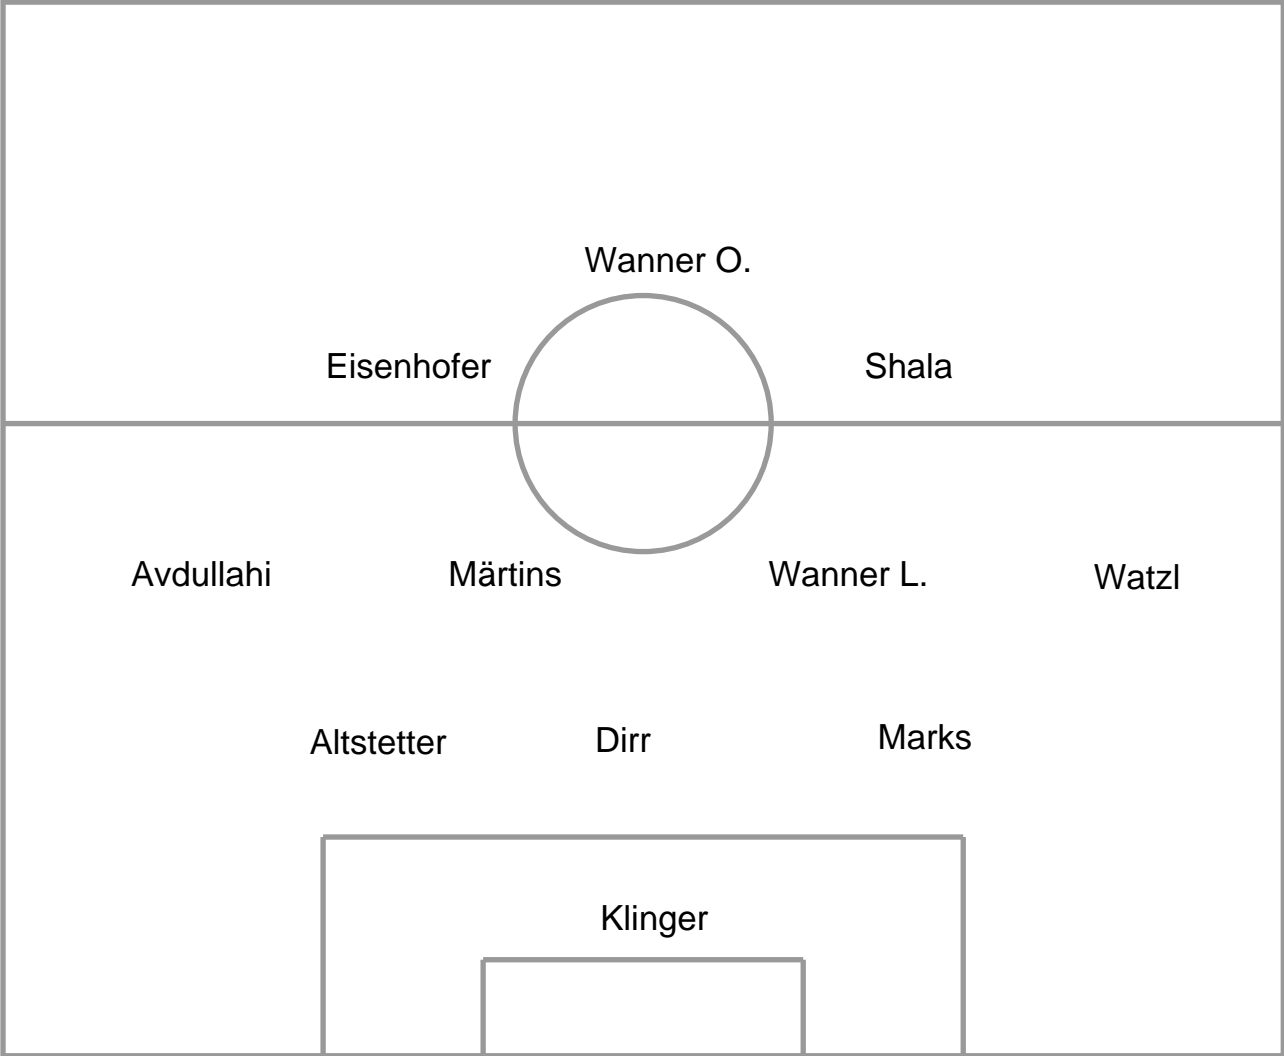 Wanner O.
Eisenhofer
Shala
Avdullahi
Märtins
Wanner L.
Watzl
Altstetter
Dirr
Marks
Klinger